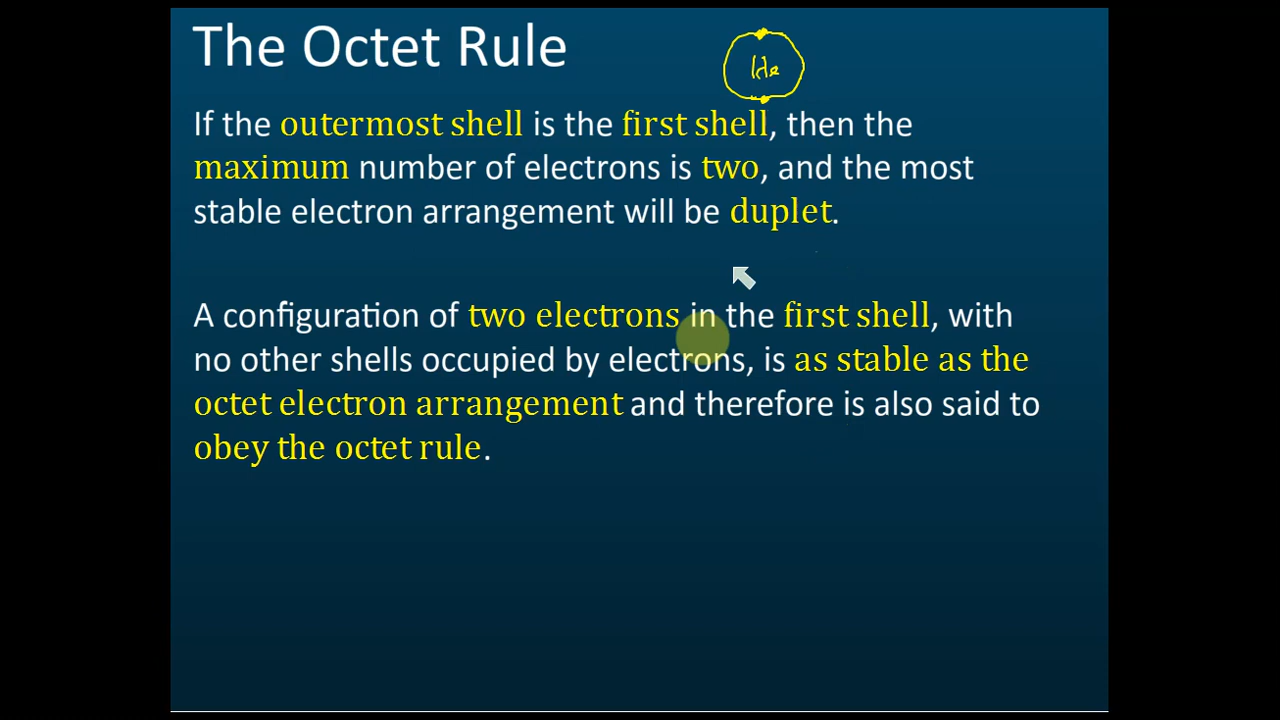 The Octet Rule
He
If the outermost shell is the first shell, then the
maximum number of electrons is two, and the most
stable electron arrangement will be duplet.
A configuration of two electrons in the first shell, with
no other shells occupied by electrons, is as stable as the
octet electron arrangement and therefore is also said to
obey the octet rule.